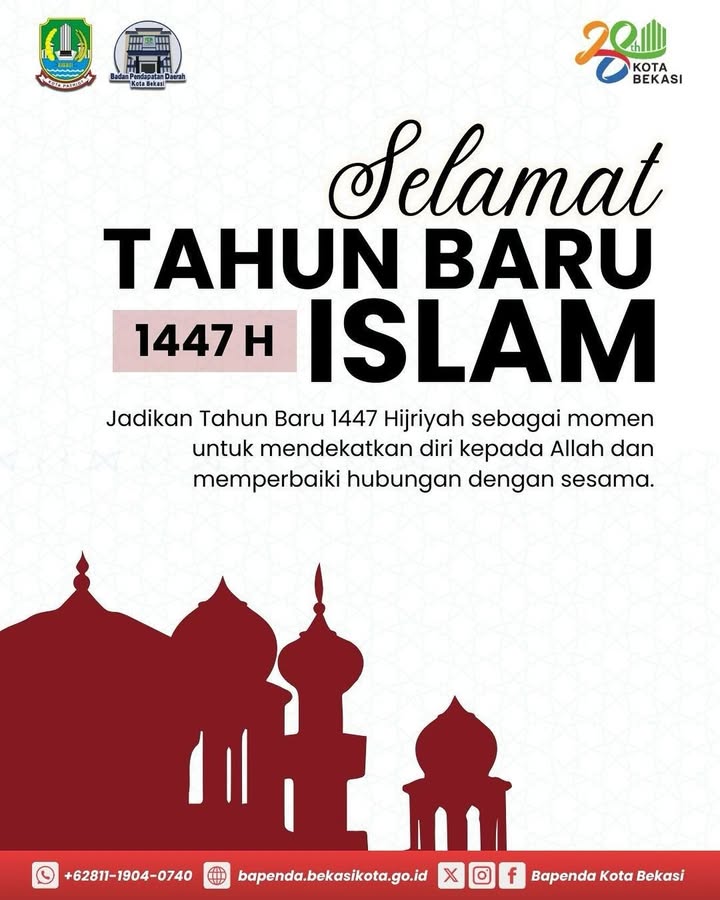 Badan Pendapatan Daerah
Kota Bekasi
28th
KOTA
BEKASI
Selamat
TAHUN BARU
1447 H ISLAM
Jadikan Tahun Baru 1447 Hijriyah sebagai momen
untuk mendekatkan diri kepada Allah dan
memperbaiki hubungan dengan sesama.
+62811-1904-0740 bapenda.bekasikota.go.id Bapenda Kota Bekasi